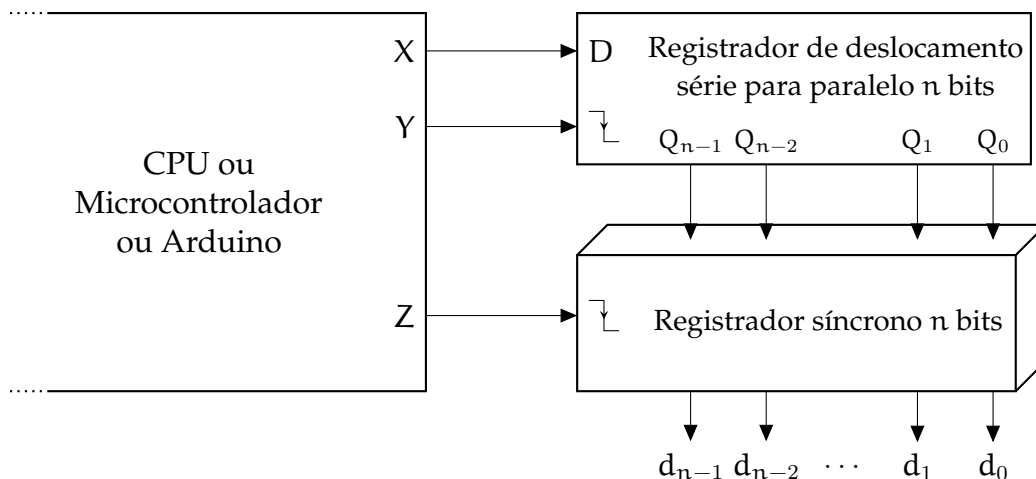 X
D
Registrador de deslocamento
série para paralelo n bits
Y
Qn−1 Qn−2 Q1 Q0
CPU ou
Microcontrolador
ou Arduino
Z
Registrador síncrono n bits
dn−1 dn−2 ··· d1 d0